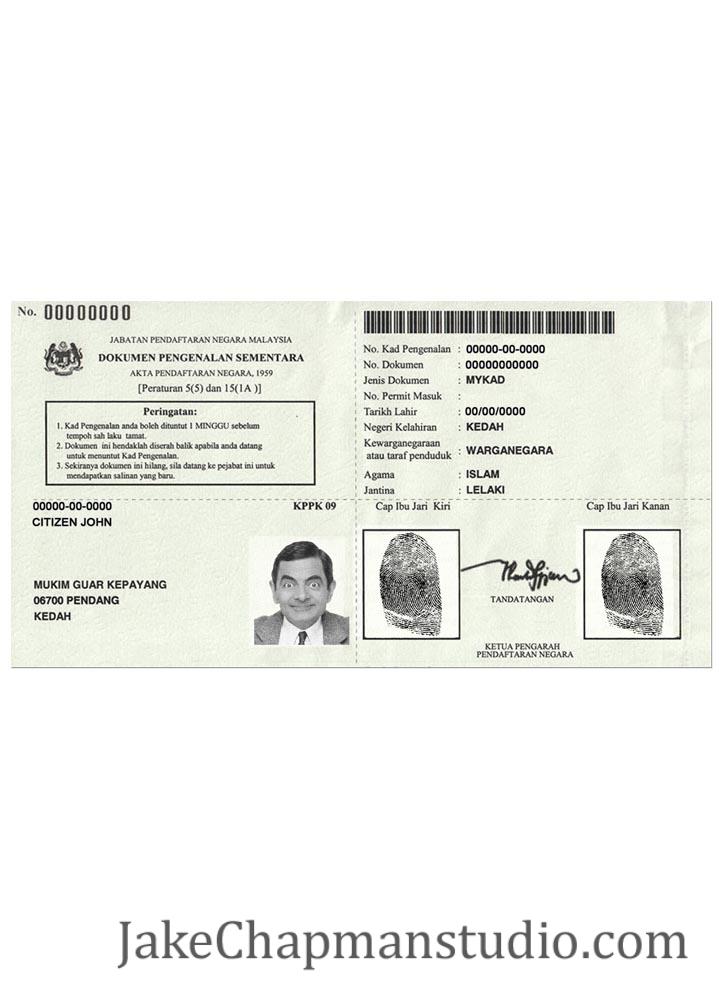 No. 00000000
JABATAN PENDAFTARAN NEGARA MALAYSIA
DOKUMEN PENGENALAN SEMENTARA
AKTA PENDAFTARAN NEGARA, 1959
[Peraturan 5(5) dan 15(1A )]
Peringatan:
1. Kad Pengenalan anda boleh dituntut 1 MINGGU sebelum
tempoh sah laku tamat.
2. Dokumen ini hendaklah diserah balik apabila anda datang
untuk menuntut Kad Pengenalan.
3. Sekiranya dokumen ini hilang, sila datang ke pejabat ini untuk
mendapatkan salinan yang baru.
00000-00-0000 KPPK 09
CITIZEN JOHN
MUKIM GUAR KEPAYANG
06700 PENDANG
KEDAH
No. Kad Pengenalan : 00000-00-0000
No. Dokumen : 00000000000
Jenis Dokumen : MYKAD
No. Permit Masuk :
Tarikh Lahir : 00/00/0000
Negeri Kelahiran : KEDAH
Kewarganegaraan
atau taraf penduduk : WARGANEGARA
Agama : ISLAM
Jantina : LELAKI
Cap Ibu Jari Kiri Cap Ibu Jari Kanan
TANDATANGAN
KETUA PENGARAH
PENDAFTARAN NEGARA
JakeChapmanstudio.com